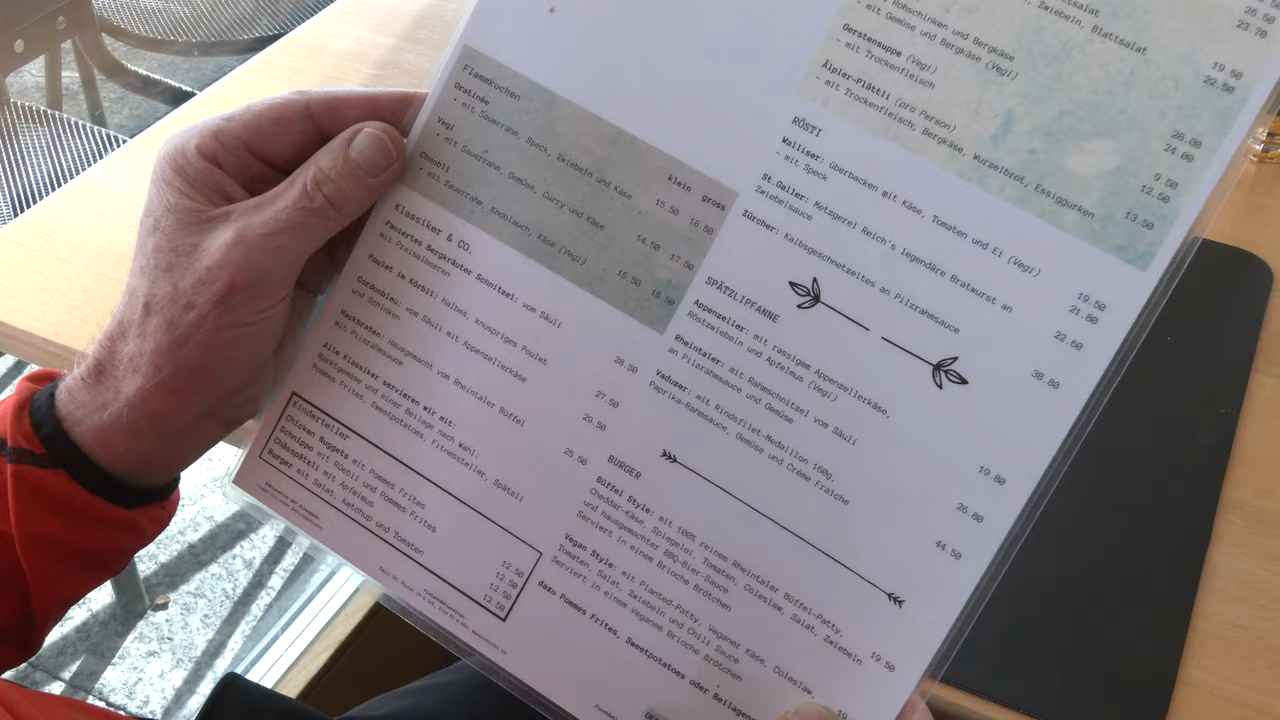 Flammkuchen
klein gross
Gratinée
• mit Sauerrahm, Speck, Zwiebeln und Käse 15.50 18.50
Vegi
• mit Sauerrahm, Gemüse, Curry und Käse 14.50 17.50
Chnobli
• mit Sauerrahm, Knoblauch, Käse (Vegi) 15.50 18.50
Klassiker & CO.
Paniertes Bergkräuter Schnitzel: vom Säuli
mit Preiselbeeren 28.50
Poulet im Körbli: halbes, knuspriges Poulet 27.50
Cordonbleu: vom Säuli mit Appenzellerkäse
und Schinken 29.50
Hackbraten: Hausgemacht vom Rheintaler Büffel
mit Pilzrahmsauce 25.50
Alle Klassiker servieren wir mit:
Marktgemüse und einer Beilage nach Wahl:
Pommes Frites, Sweetpotatoes, Fitnessteller, Spätzli
Kinderteller
Chicken Nuggets mit Pommes Frites 12.50
Schnippo mit Rüebli und Pommes Frites 12.50
Chässpätzli mit Apfelmus 12.50
Burger mit Salat, Ketchup und Tomaten 12.50
Zwiebeln, Blattsalat
23.70
Rohschinken und Bergkäse 19.50
- mit Gemüse und Bergkäse (Vegi) 22.50
Gerstensuppe (Vegi)
- mit Trockenfleisch
Älpler-Plättli (pro Person)
- mit Trockenfleisch, Bergkäse, Wurzelbrot, Essiggurken
28.00
24.00
9.50
12.50
13.50
RÖSTI
Walliser: überbacken mit Käse, Tomaten und Ei (Vegi) 19.50
- mit Speck 21.80
St.Galler: Metzgerei Reich's legendäre Bratwurst an
Zwiebelsauce 22.60
Zürcher: Kalbsgeschnetzeltes an Pilzrahmsauce 38.80
SPÄTZLIPFANNE
Appenzeller: mit rässigem Appenzellerkäse,
Röstzwiebeln und Apfelmus (Vegi) 19.80
Rheintaler: mit Rahmschnitzel vom Säuli
an Pilzrahmsauce und Gemüse 26.80
Vaduzer: mit Rindsfilet-Medaillon 160g,
Paprika-Rahmsauce, Gemüse und Crème Fraîche 44.50
BURGER
Büffel Style: mit 100% reinem Rheintaler Büffel-Patty,
Cheddar-Käse, Spiegelei, Tomaten, Coleslaw, Salat, Zwiebeln
und hausgemachter BBQ-Bier-Sauce
Serviert in einem Brioche Brötchen 19.50
Vegan Style: mit Planted-Patty, Veganer Käse, Coleslaw,
Tomaten, Salat, Zwiebeln und Chili Sauce
Serviert in einem Veganem Brioche Brötchen
dazu Pommes Frites, Sweetpotatoes oder Beilagens